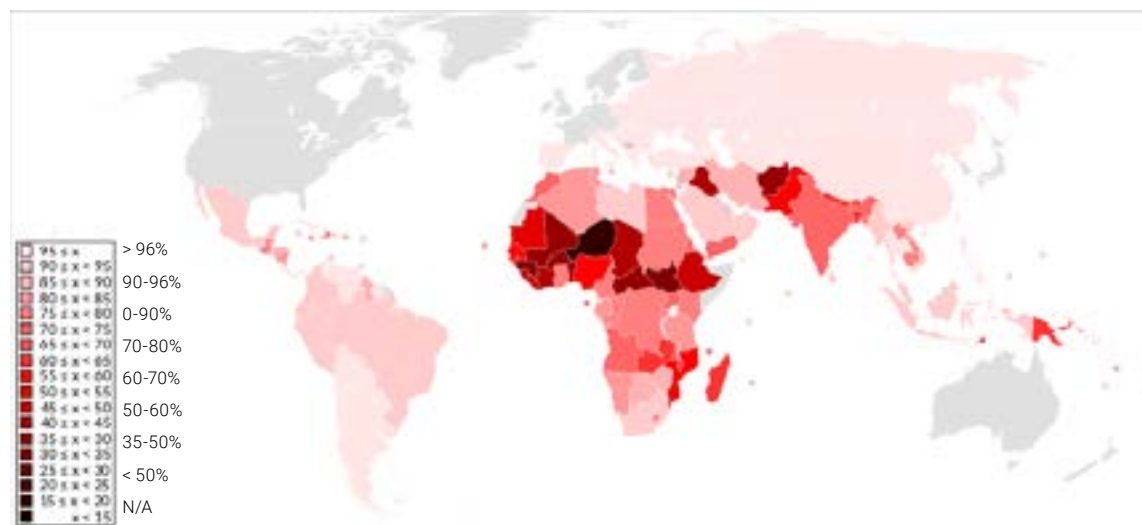 95 ≤ x
90 ≤ x < 95
85 ≤ x < 90
80 ≤ x < 85
75 ≤ x < 80
70 ≤ x < 75
65 ≤ x < 70
60 ≤ x < 65
55 ≤ x < 60
50 ≤ x < 55
45 ≤ x < 50
40 ≤ x < 45
35 ≤ x <
30 ≤ x < 35
25 ≤ x < 30
20 ≤ x < 25
15 ≤ x < 20
x < 15
> 96%
90-96%
0-90%
70-80%
60-70%
50-60%
35-50%
< 50%
N/A